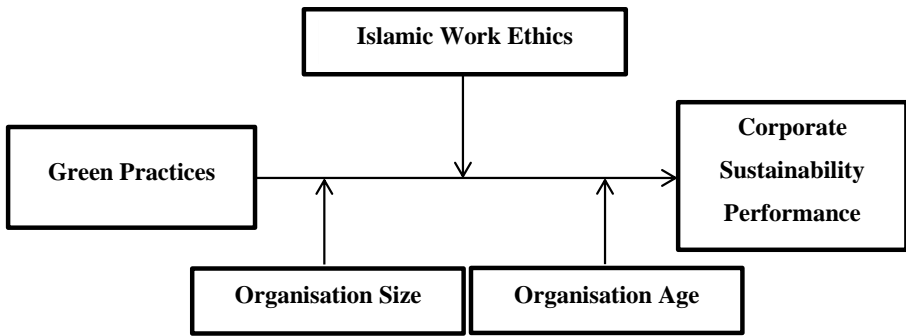 Islamic Work Ethics
Green Practices
Corporate
Sustainability
Performance
Organisation Size
Organisation Age